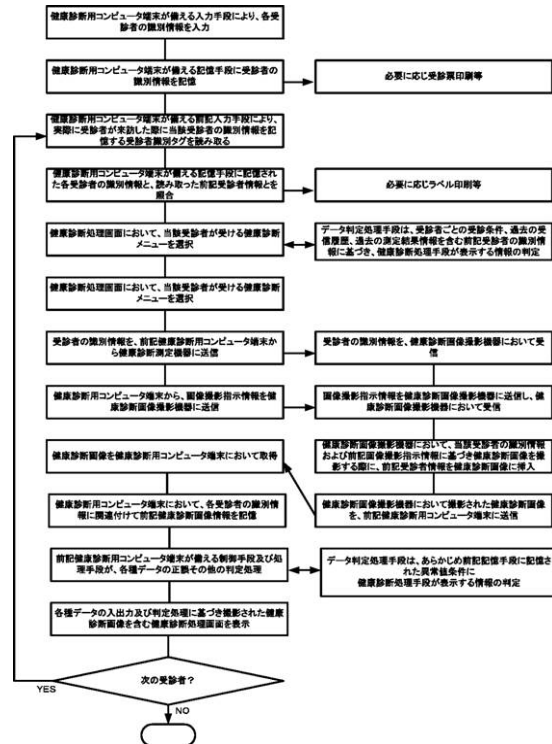 健康診断用コンピュータ端末が備える入力手段により、各受
診者の識別情報を入力
健康診断用コンピュータ端末が備える記憶手段に受診者の
識別情報を記憶
必要に応じ受診票印刷等
健康診断用コンピュータ端末が備える前記入力手段により、
実際に受診者が来訪した際に当該受診者の識別情報を記
憶する受診者識別タグを読み取る
健康診断用コンピュータ端末が備える記憶手段に記憶さ
れた各受診者の識別情報と、読み取った前記受診者情報とを
照合
必要に応じラベル印刷等
健康診断処理画面において、当該受診者が受ける健康診断
メニューを選択
データ判定処理手段は、受診者ごとの受診条件、過去の受
信履歴、過去の測定結果情報を含む前記受診者の識別情
報に基づき、健康診断処理手段が表示する情報の判定
健康診断処理画面において、当該受診者が受ける健康診断
メニューを選択
受診者の識別情報を、前記健康診断用コンピュータ端末か
ら健康診断測定機器に送信
受診者の識別情報を、健康診断画像撮影機器において受
信
健康診断用コンピュータ端末から、画像撮影指示情報を健
康診断画像撮影機器に送信
画像撮影指示情報を健康診断画像撮影機器に送信し、健
康診断画像撮影機器において受信
健康診断画像を健康診断用コンピュータ端末において取得
健康診断画像撮影機器において、当該受診者の識別情報
および前記画像撮影指示情報に基づき健康診断画像を撮
影する際に、前記受診者情報を健康診断画像に挿入
健康診断用コンピュータ端末において、各受診者の識別情
報に関連付けて前記健康診断画像情報を記憶
健康診断画像撮影機器において撮影された健康診断画像
を、前記健康診断用コンピュータ端末に送信
前記健康診断用コンピュータ端末が備える制御手段及び処
理手段が、各種データの正誤その他の判定処理
データ判定処理手段は、あらかじめ前記記憶手段に記憶さ
れた異常値条件に
健康診断処理手段が表示する情報の判定
各種データの入出力及び判定処理に基づき撮影された健康
診断画像を含む健康診断処理画面を表示
次の受診者？
YES
NO